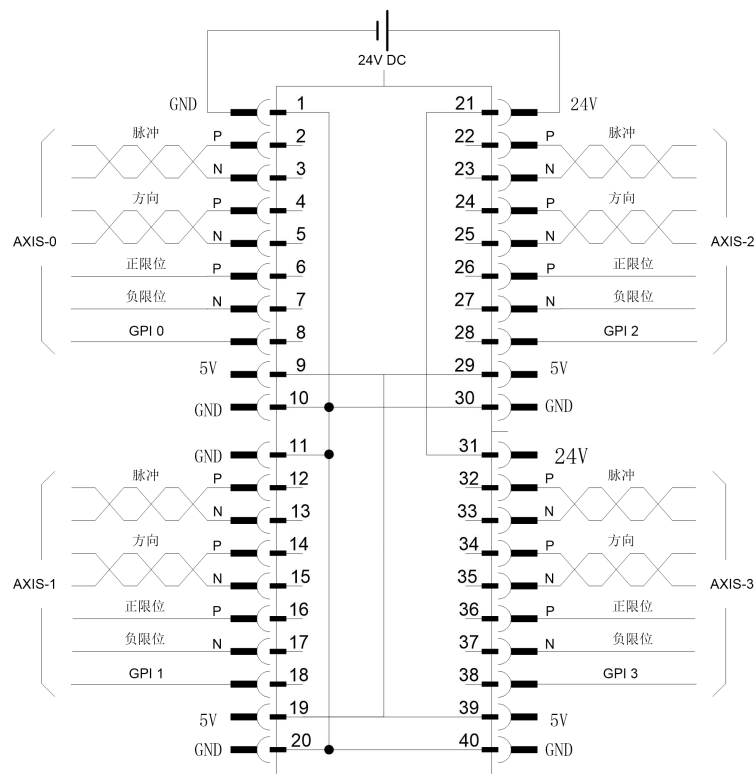 24V DC
GND 1 21 24V
脉冲 P 2 22 P 脉冲
N 3 23 N
方向 P 4 24 P 方向
AXIS-0 N 5 25 N AXIS-2
正限位 P 6 26 P 正限位
负限位 N 7 27 N 负限位
GPI 0 8 28 GPI 2
5V 9 29 5V
GND 10 30 GND
GND 11 31 24V
脉冲 P 12 32 P 脉冲
N 13 33 N
方向 P 14 34 P 方向
AXIS-1 N 15 35 N AXIS-3
正限位 P 16 36 P 正限位
负限位 N 17 37 N 负限位
GPI 1 18 38 GPI 3
5V 19 39 5V
GND 20 40 GND